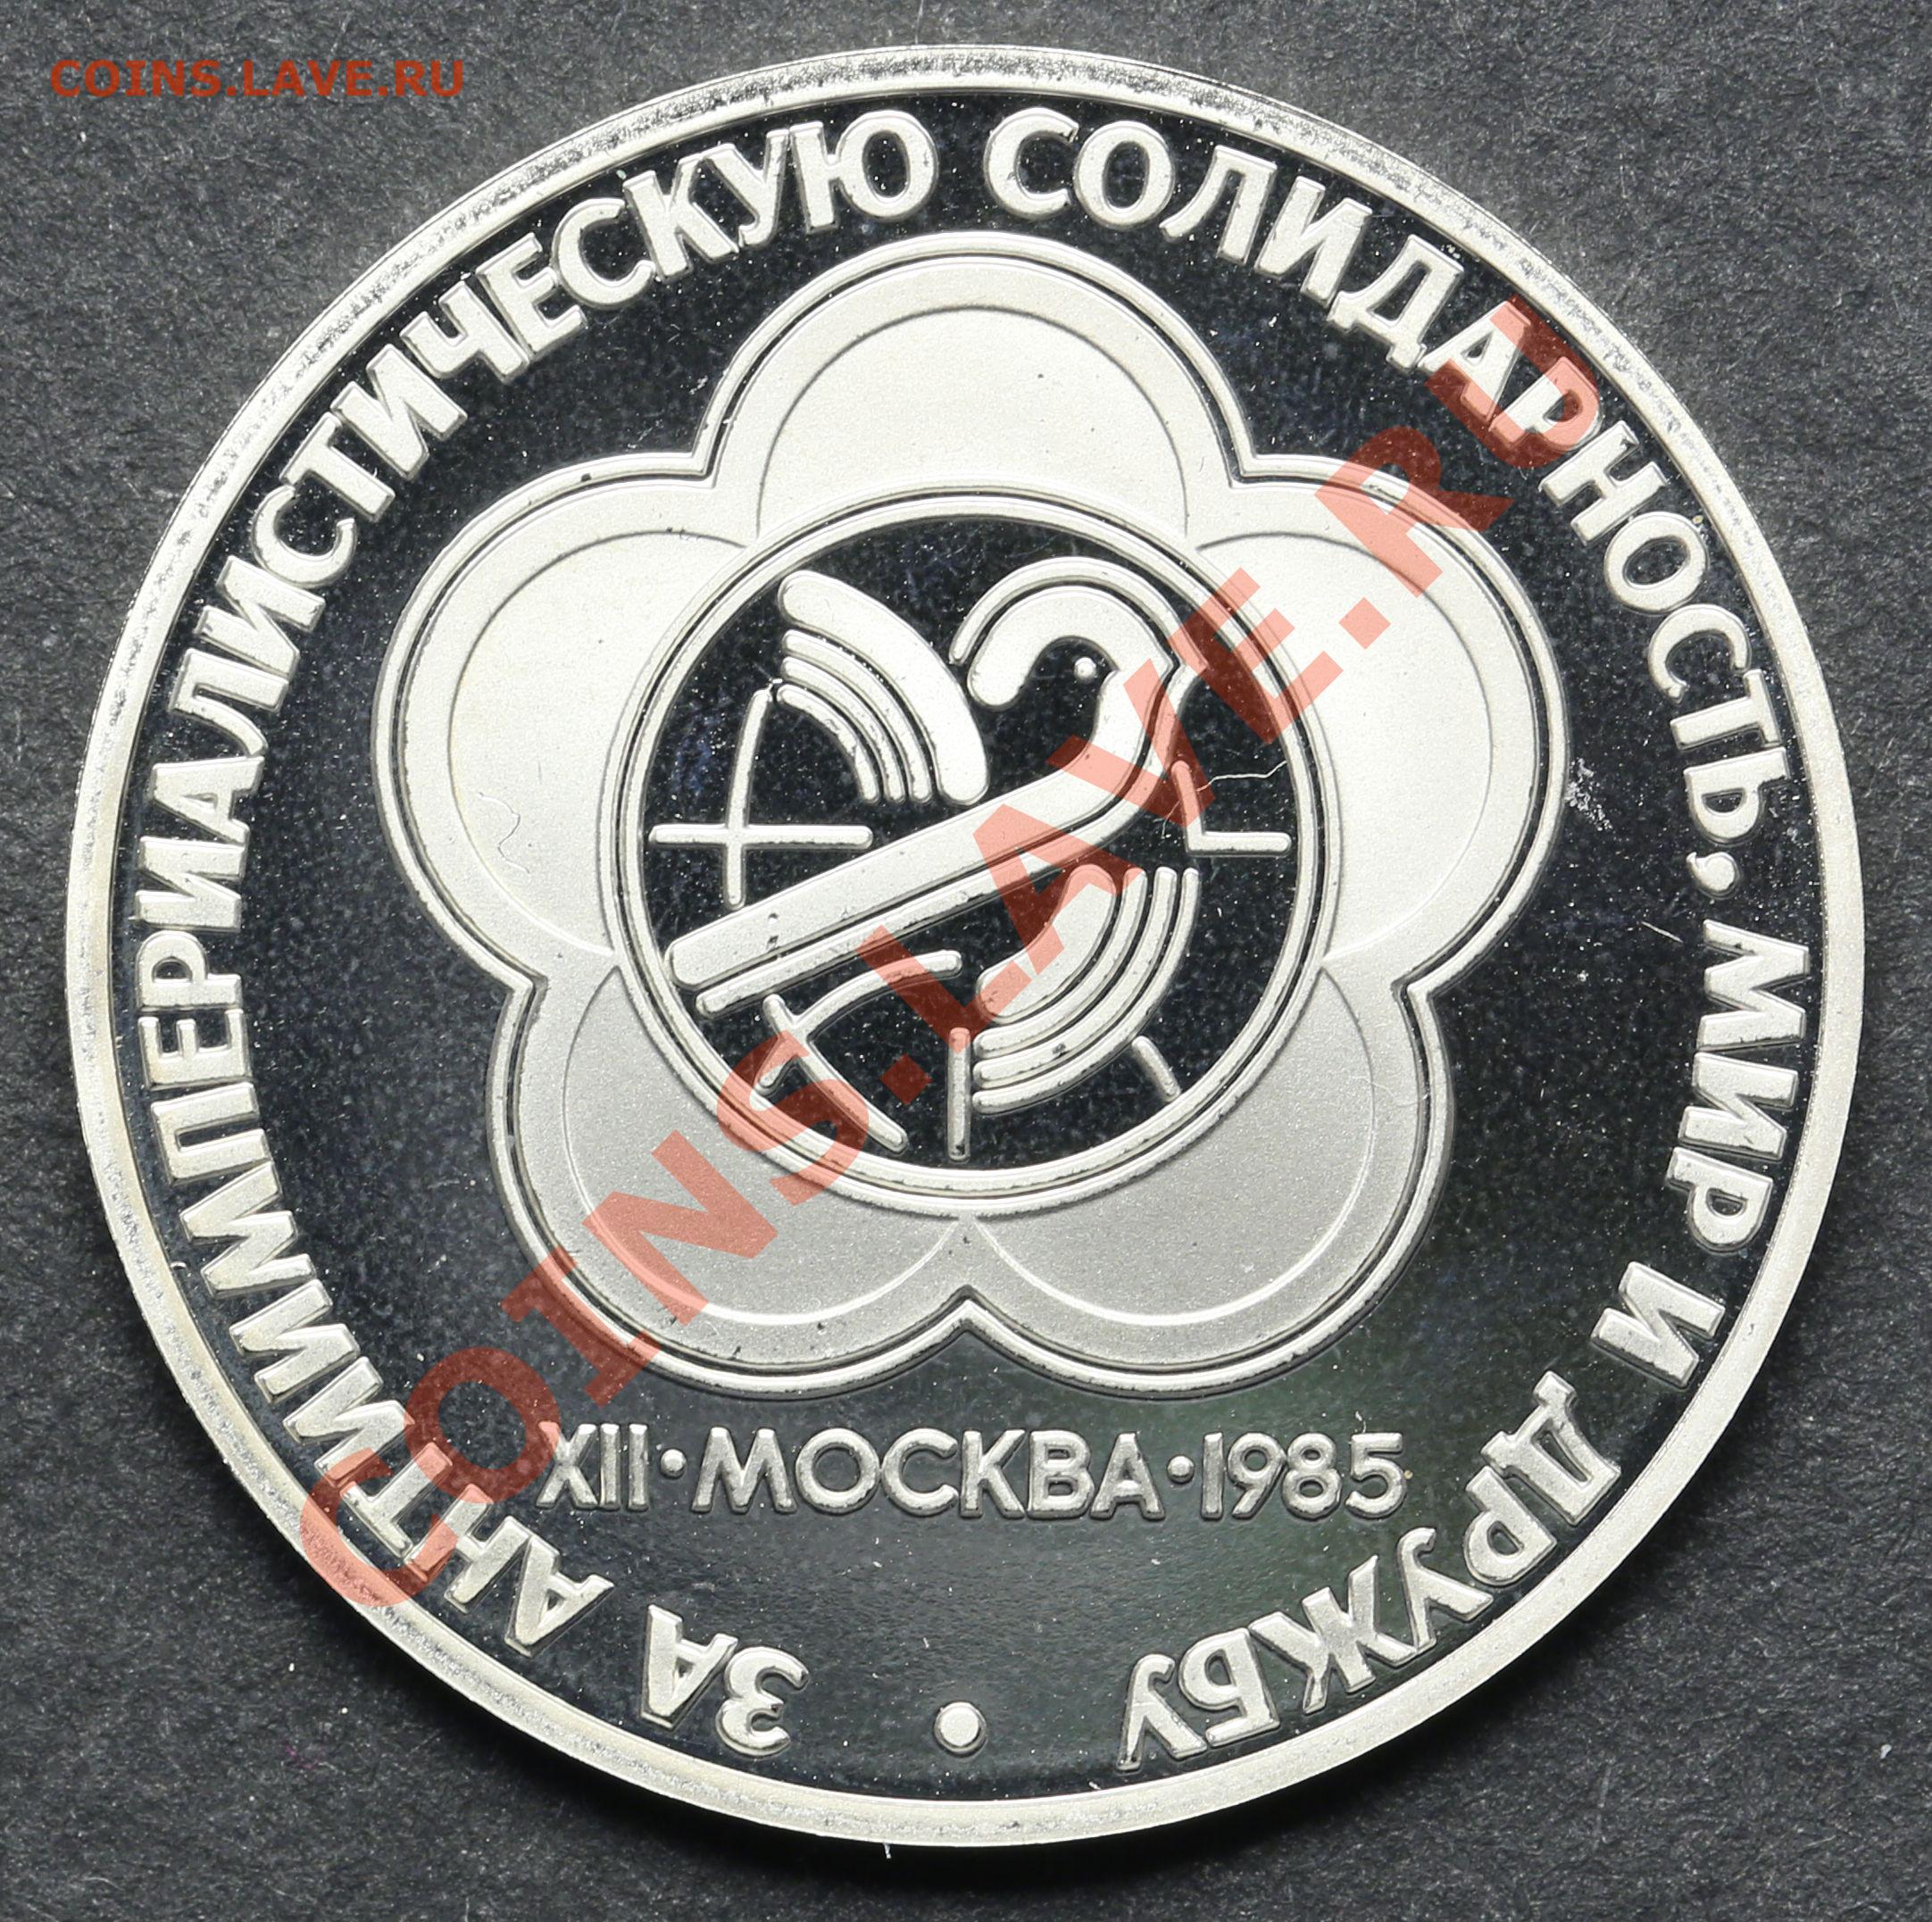 COINS.LAVE.RU
ЗА АНТИИМПЕРИАЛИСТИЧЕСКУЮ СОЛИДАРНОСТЬ, МИР И ДРУЖБУ
XII · МОСКВА · 1985
COINS.LAVE.RU